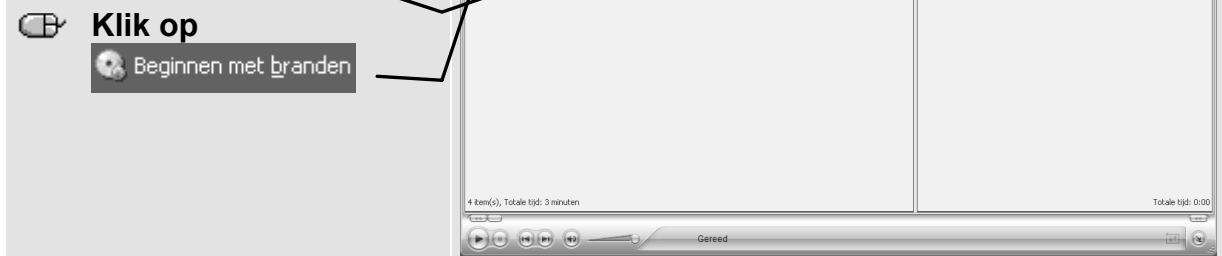 Klik op
Beginnen met branden
4 item(s), Totale tijd: 3 minuten
Totale tijd: 0:00
Gereed